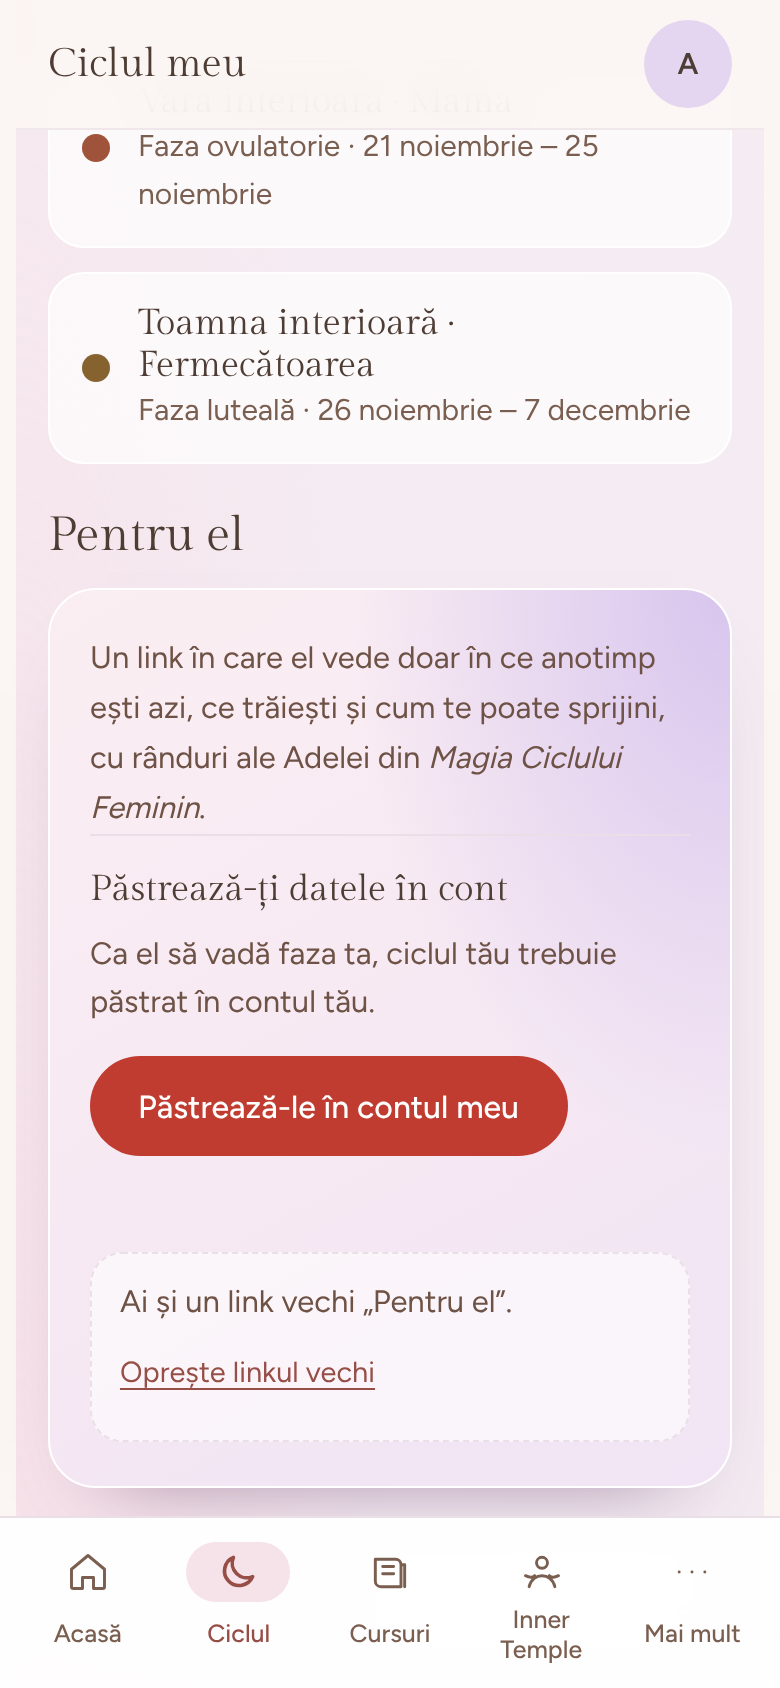 Ciclul meu
A
Vara interioară · Mama
Faza ovulatorie · 21 noiembrie – 25
noiembrie
Toamna interioară ·
Fermecătoarea
Faza luteală · 26 noiembrie – 7 decembrie
Pentru el
Un link în care el vede doar în ce anotimp
ești azi, ce trăiești și cum te poate sprijini,
cu rânduri ale Adelei din Magia Ciclului
Feminin.
Păstrează-ți datele în cont
Ca el să vadă faza ta, ciclul tău trebuie
păstrat în contul tău.
Păstrează-le în contul meu
Ai și un link vechi „Pentru el”.
Oprește linkul vechi
Acasă
Ciclul
Cursuri
Inner
Temple
Mai mult